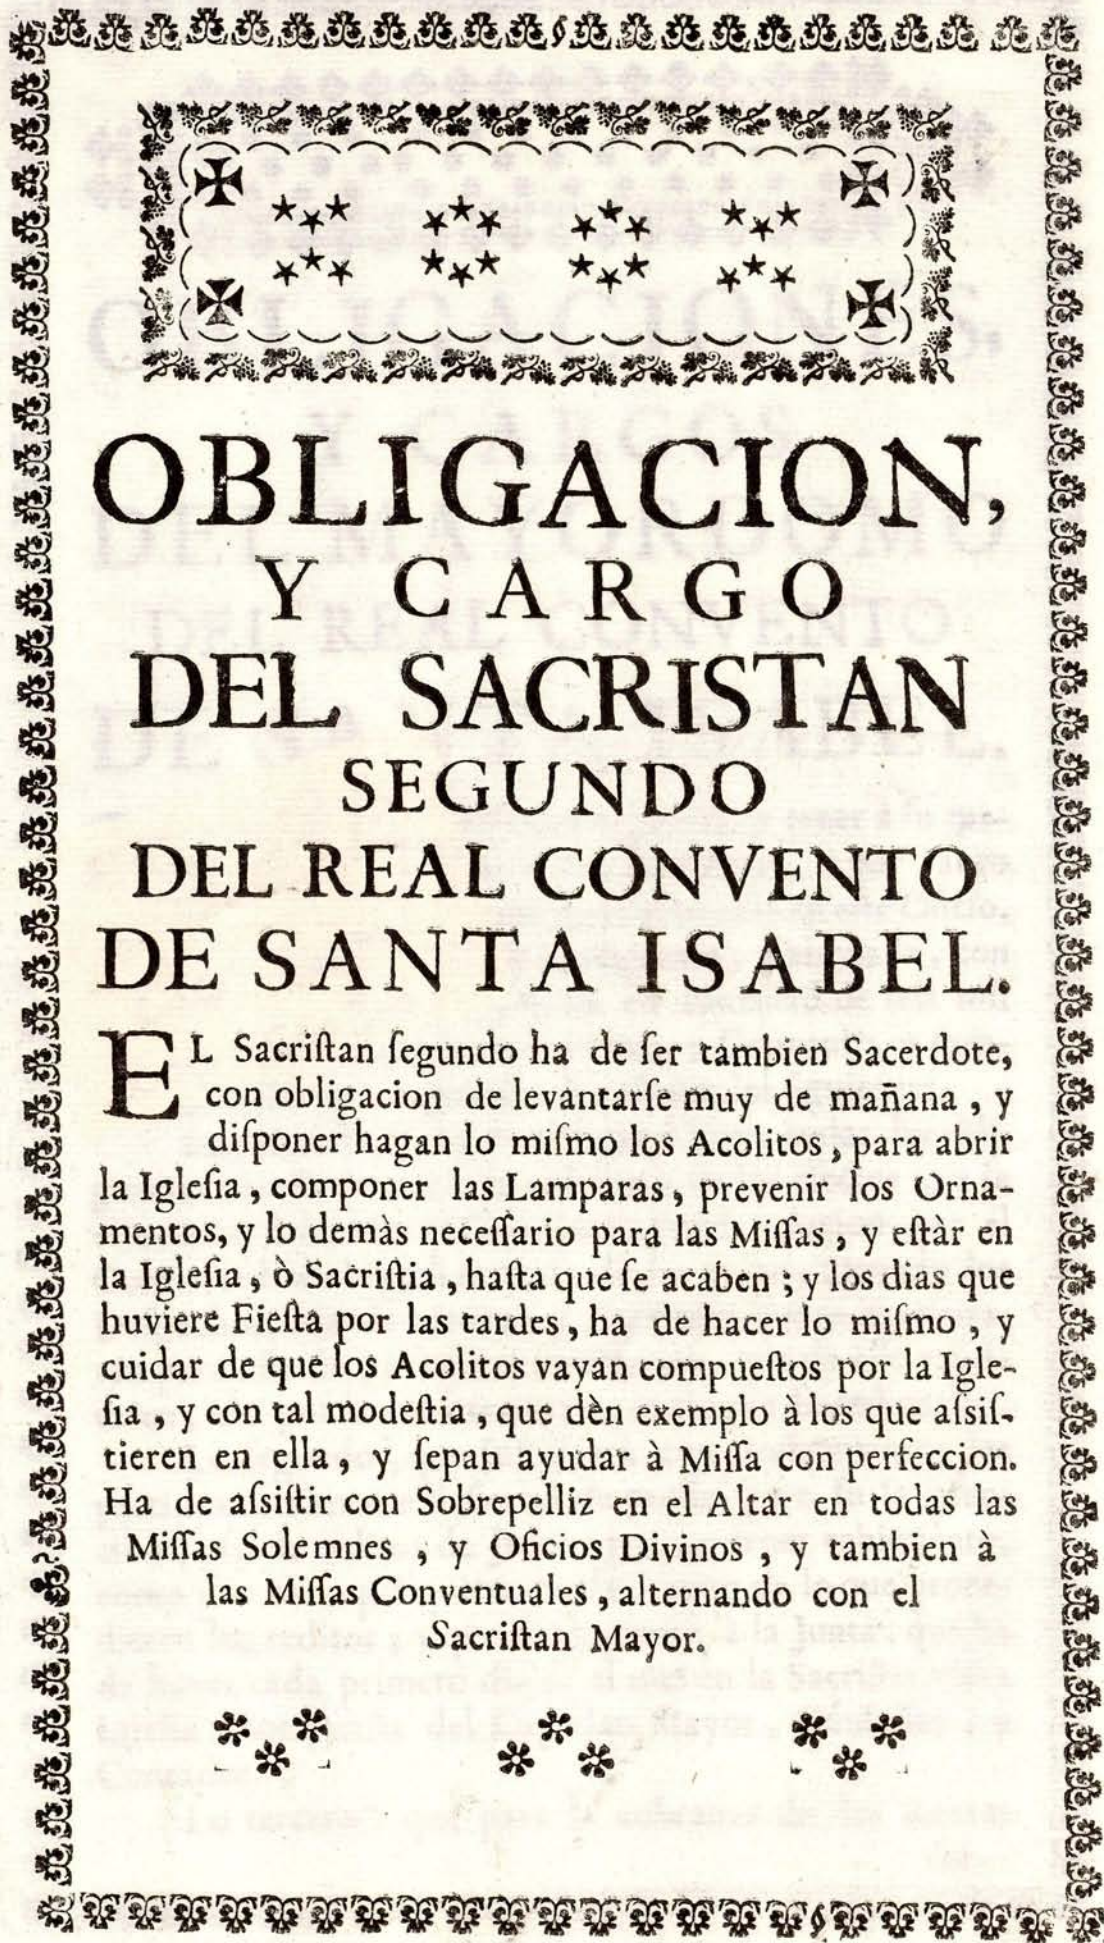 OBLIGACION,
Y CARGO
DEL SACRISTAN
SEGUNDO
DEL REAL CONVENTO
DE SANTA ISABEL.
EL Sacriſtan ſegundo ha de ſer tambien Sacerdote,
con obligacion de levantarſe muy de mañana , y
diſponer hagan lo miſmo los Acolitos , para abrir
la Igleſia , componer las Lamparas , prevenir los Orna-
mentos, y lo demàs neceſſario para las Miſſas , y eſtàr en
la Igleſia , ò Sacriſtia , haſta que ſe acaben ; y los dias que
huviere Fieſta por las tardes , ha de hacer lo miſmo , y
cuidar de que los Acolitos vayan compueſtos por la Igle-
ſia , y con tal modeſtia , que dèn exemplo à los que aſsiſ-
tieren en ella , y ſepan ayudar à Miſſa con perfeccion.
Ha de aſsiſtir con Sobrepelliz en el Altar en todas las
Miſſas Solemnes , y Oficios Divinos , y tambien à
las Miſſas Conventuales , alternando con el
Sacriſtan Mayor.